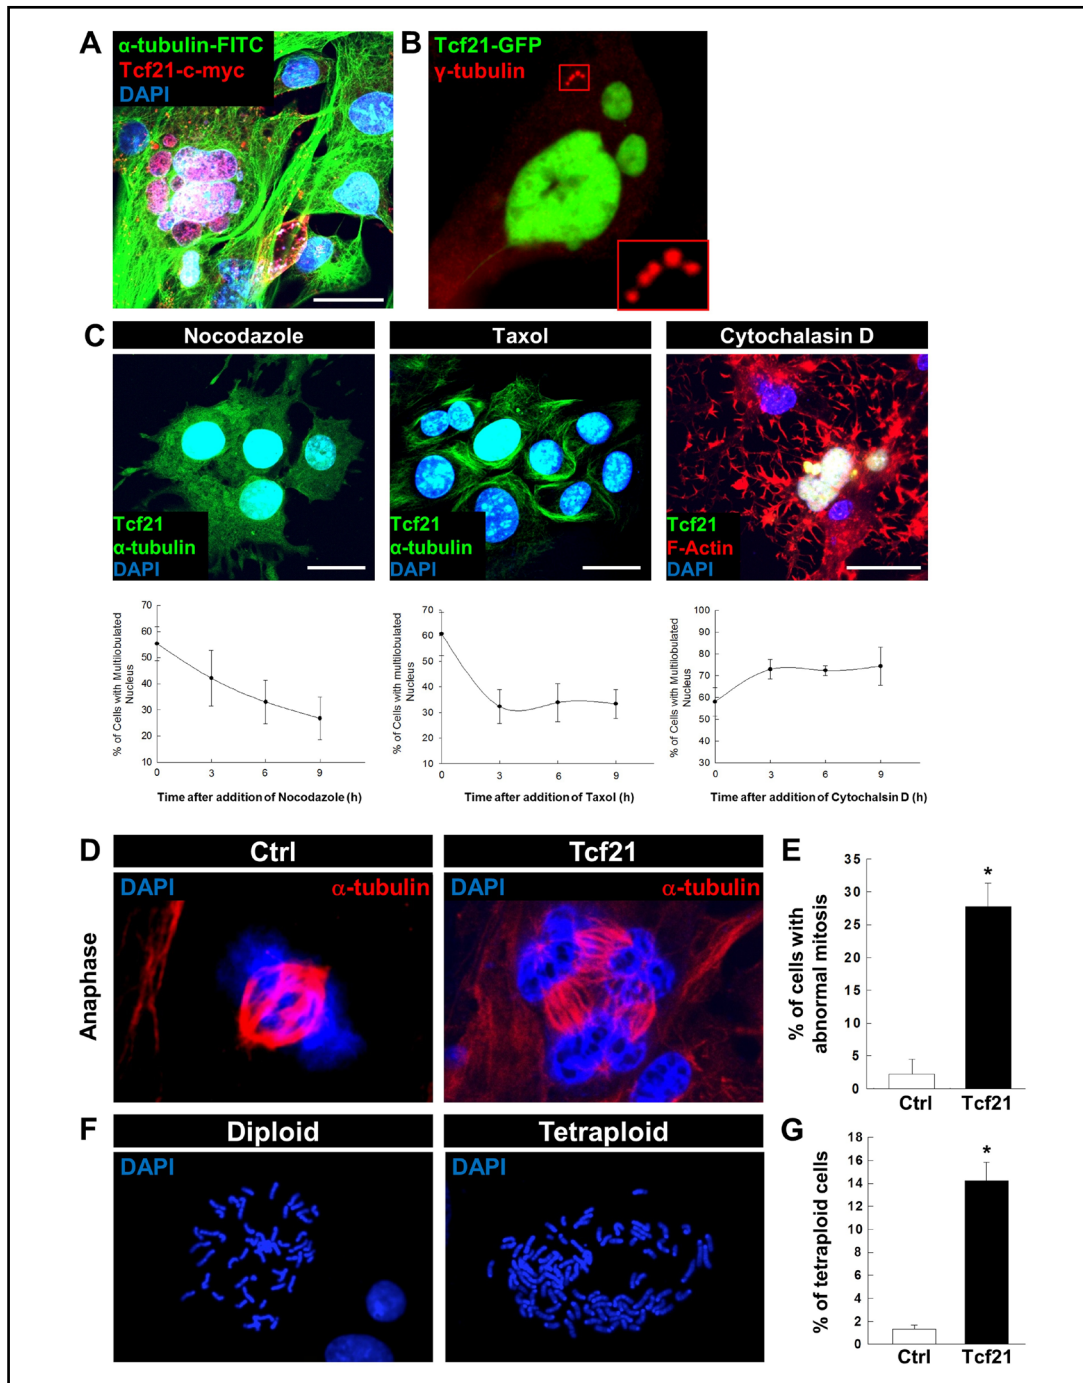 A
α-tubulin-FITC
Tcf21-c-myc
DAPI
B
Tcf21-GFP
γ-tubulin
C
Nocodazole
Taxol
Cytochalasin D
Tcf21
α-tubulin
DAPI
Tcf21
α-tubulin
DAPI
Tcf21
F-Actin
DAPI
% of Cells with Multilobulated
Nucleus
70
60
50
40
30
20
10
0
3
6
9
Time after addition of Nocodazole (h)
% of Cells with multilobulated
Nucleus
70
60
50
40
30
20
10
0
3
6
9
Time after addition of Taxol (h)
% of Cells with Multilobulated
Nucleus
100
90
80
70
60
50
40
30
0
3
6
9
Time after addition of Cytochalsin D (h)
D
Ctrl
Tcf21
Anaphase
DAPI
α-tubulin
DAPI
α-tubulin
E
% of cells with
abnormal mitosis
35
30
25
20
15
10
5
0
*
Ctrl
Tcf21
F
Diploid
Tetraploid
DAPI
DAPI
G
% of tetraploid cells
18
16
14
12
10
8
6
4
2
0
*
Ctrl
Tcf21